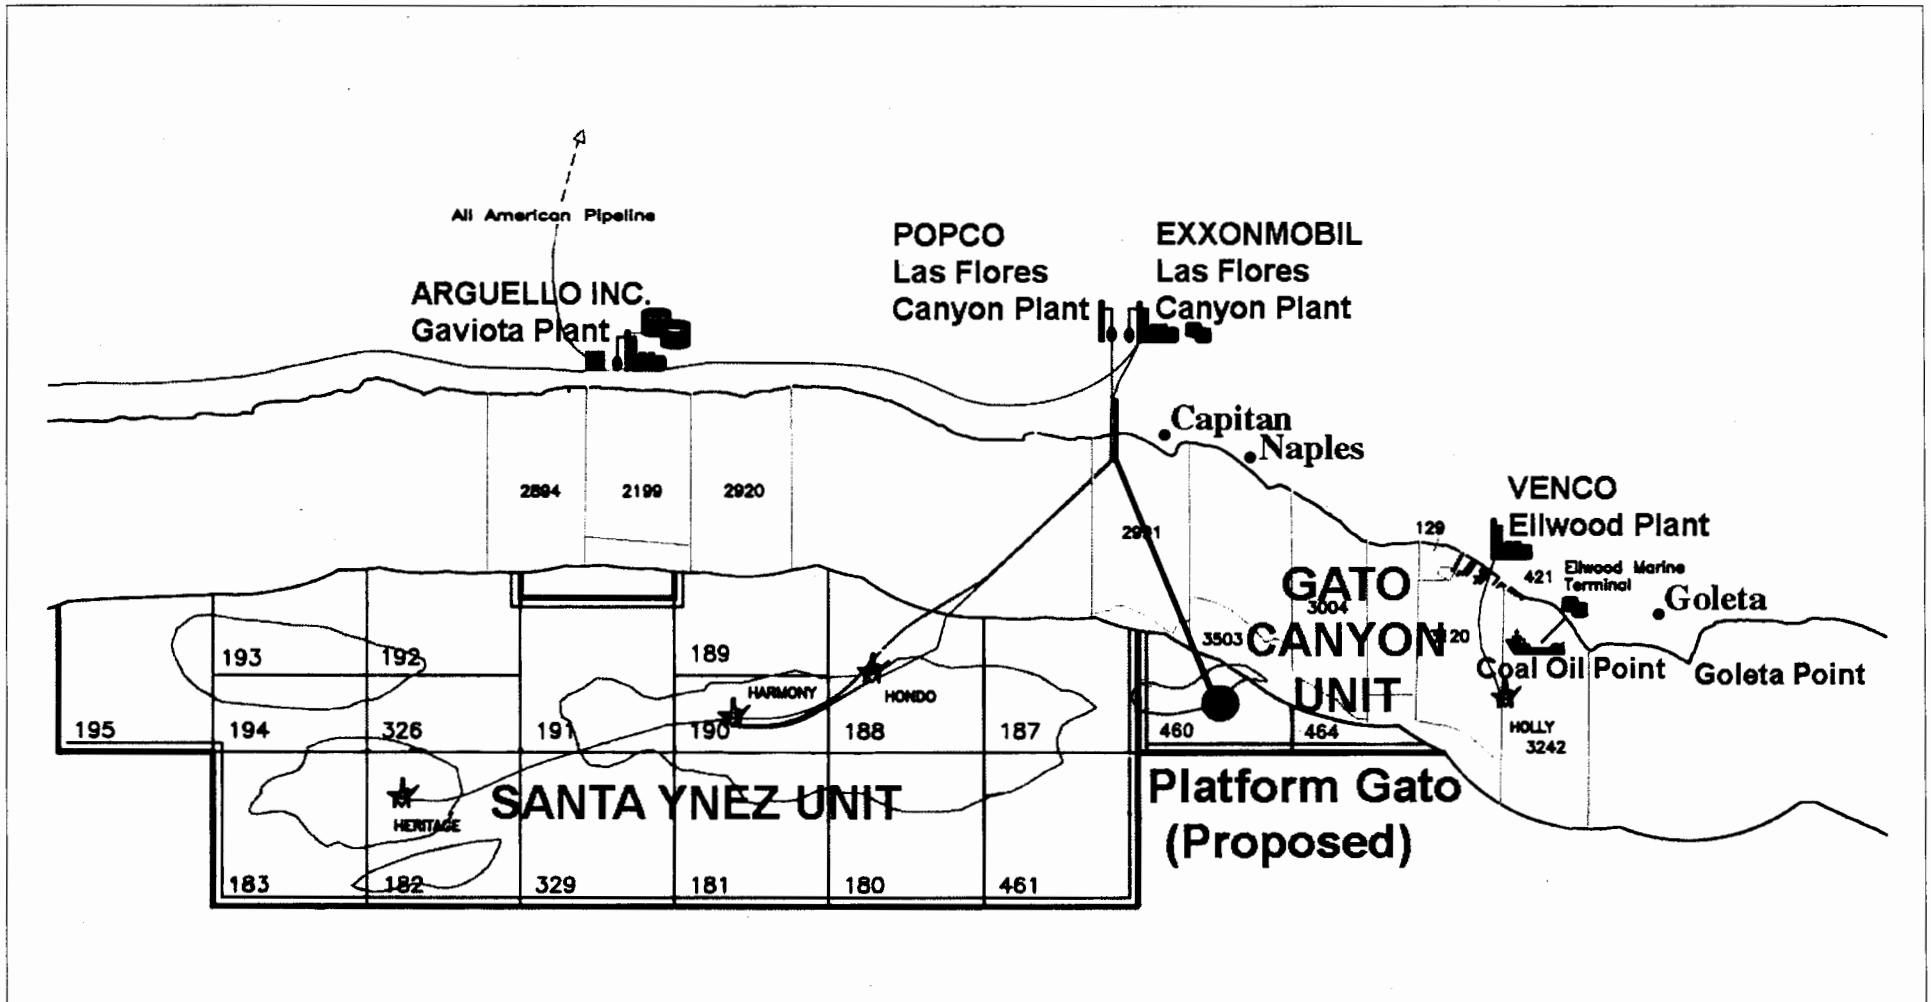 All American Pipeline
ARGUELLO INC.
Gaviota Plant
POPCO
Las Flores
Canyon Plant
EXXONMOBIL
Las Flores
Canyon Plant
Capitan
Naples
VENCO
Ellwood Plant
Ellwood Marine
Terminal
Goleta
Coal Oil Point
Goleta Point
2894
2199
2920
129
421
3004
3503
GATO
CANYON
UNIT
HOLLY
3242
193
192
189
HARMONY
HONDO
195
194
326
191
190
188
187
460
464
SANTA YNEZ UNIT
HERITAGE
Platform Gato
(Proposed)
183
182
329
181
180
461